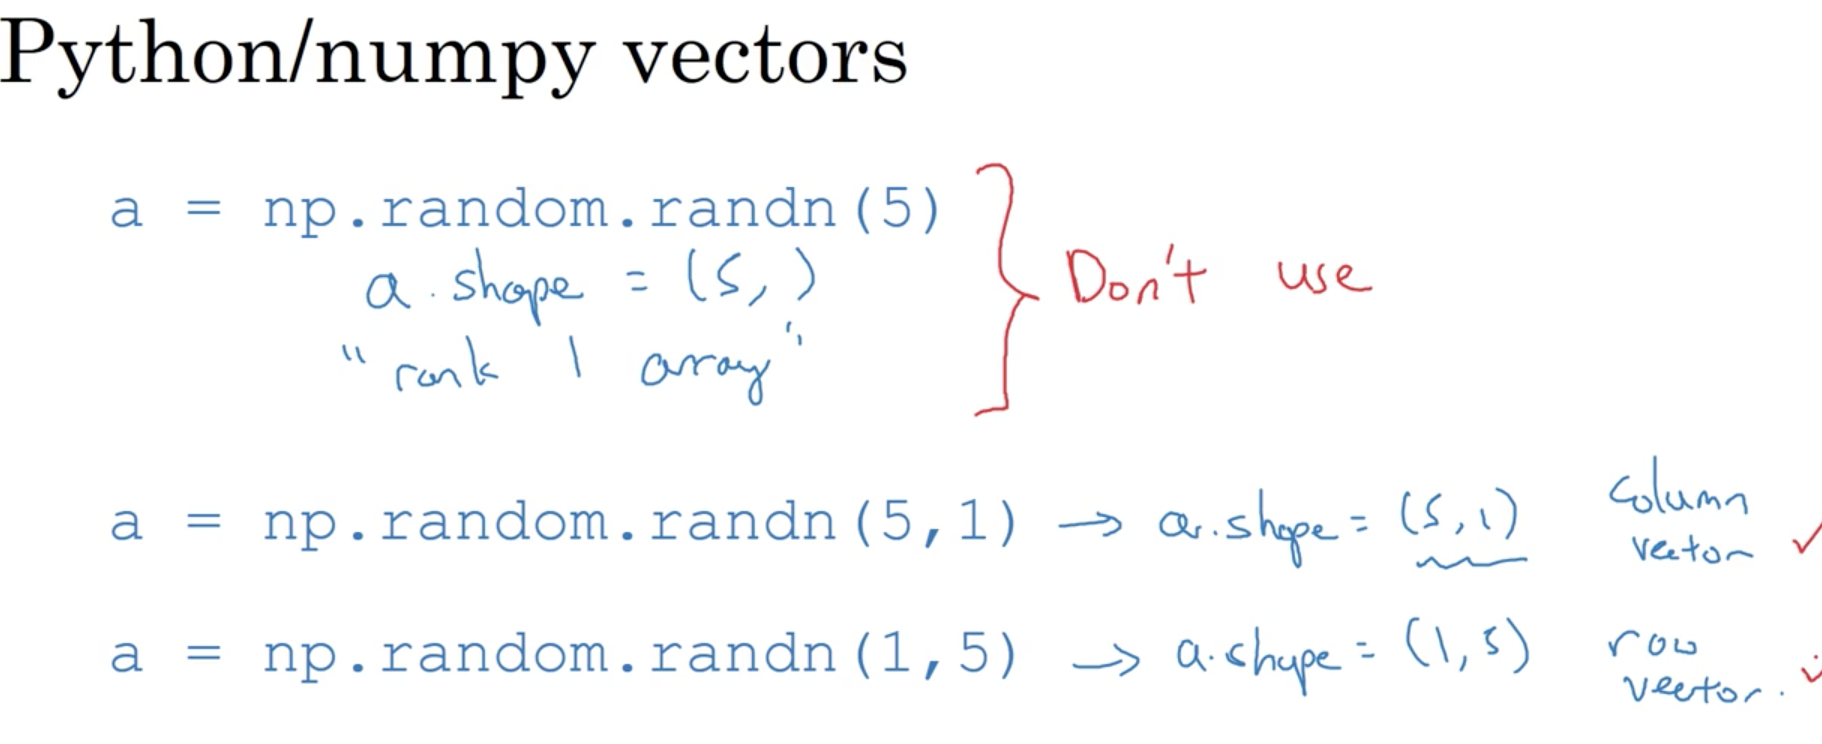 Python/numpy vectors
a = np.random.randn(5)
a.shape = (5, )
"rank 1 array"
Don't use
a = np.random.randn(5,1) → a.shape = (5,1) column vector ✓
a = np.random.randn(1,5) → a.shape = (1,5) row vector. ✓